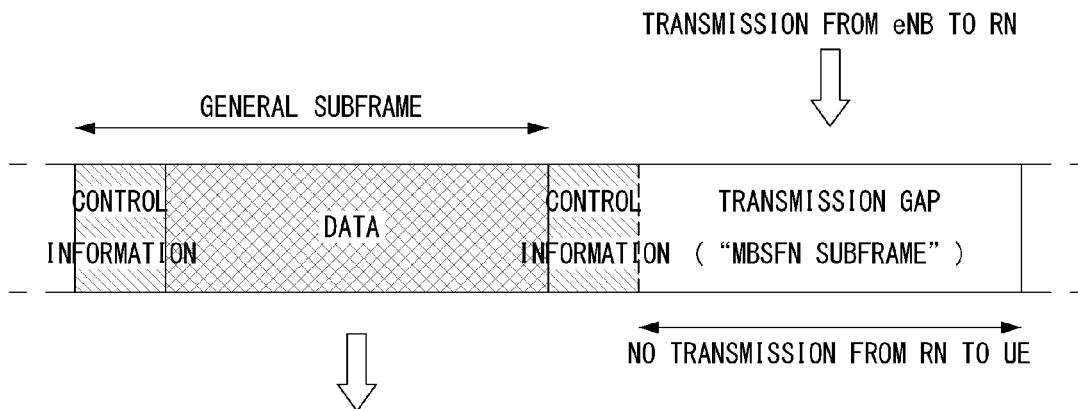 TRANSMISSION FROM eNB TO RN
GENERAL SUBFRAME
CONTROL
INFORMATION
DATA
CONTROL
INFORMATION
TRANSMISSION GAP
( “MBSFN SUBFRAME” )
NO TRANSMISSION FROM RN TO UE